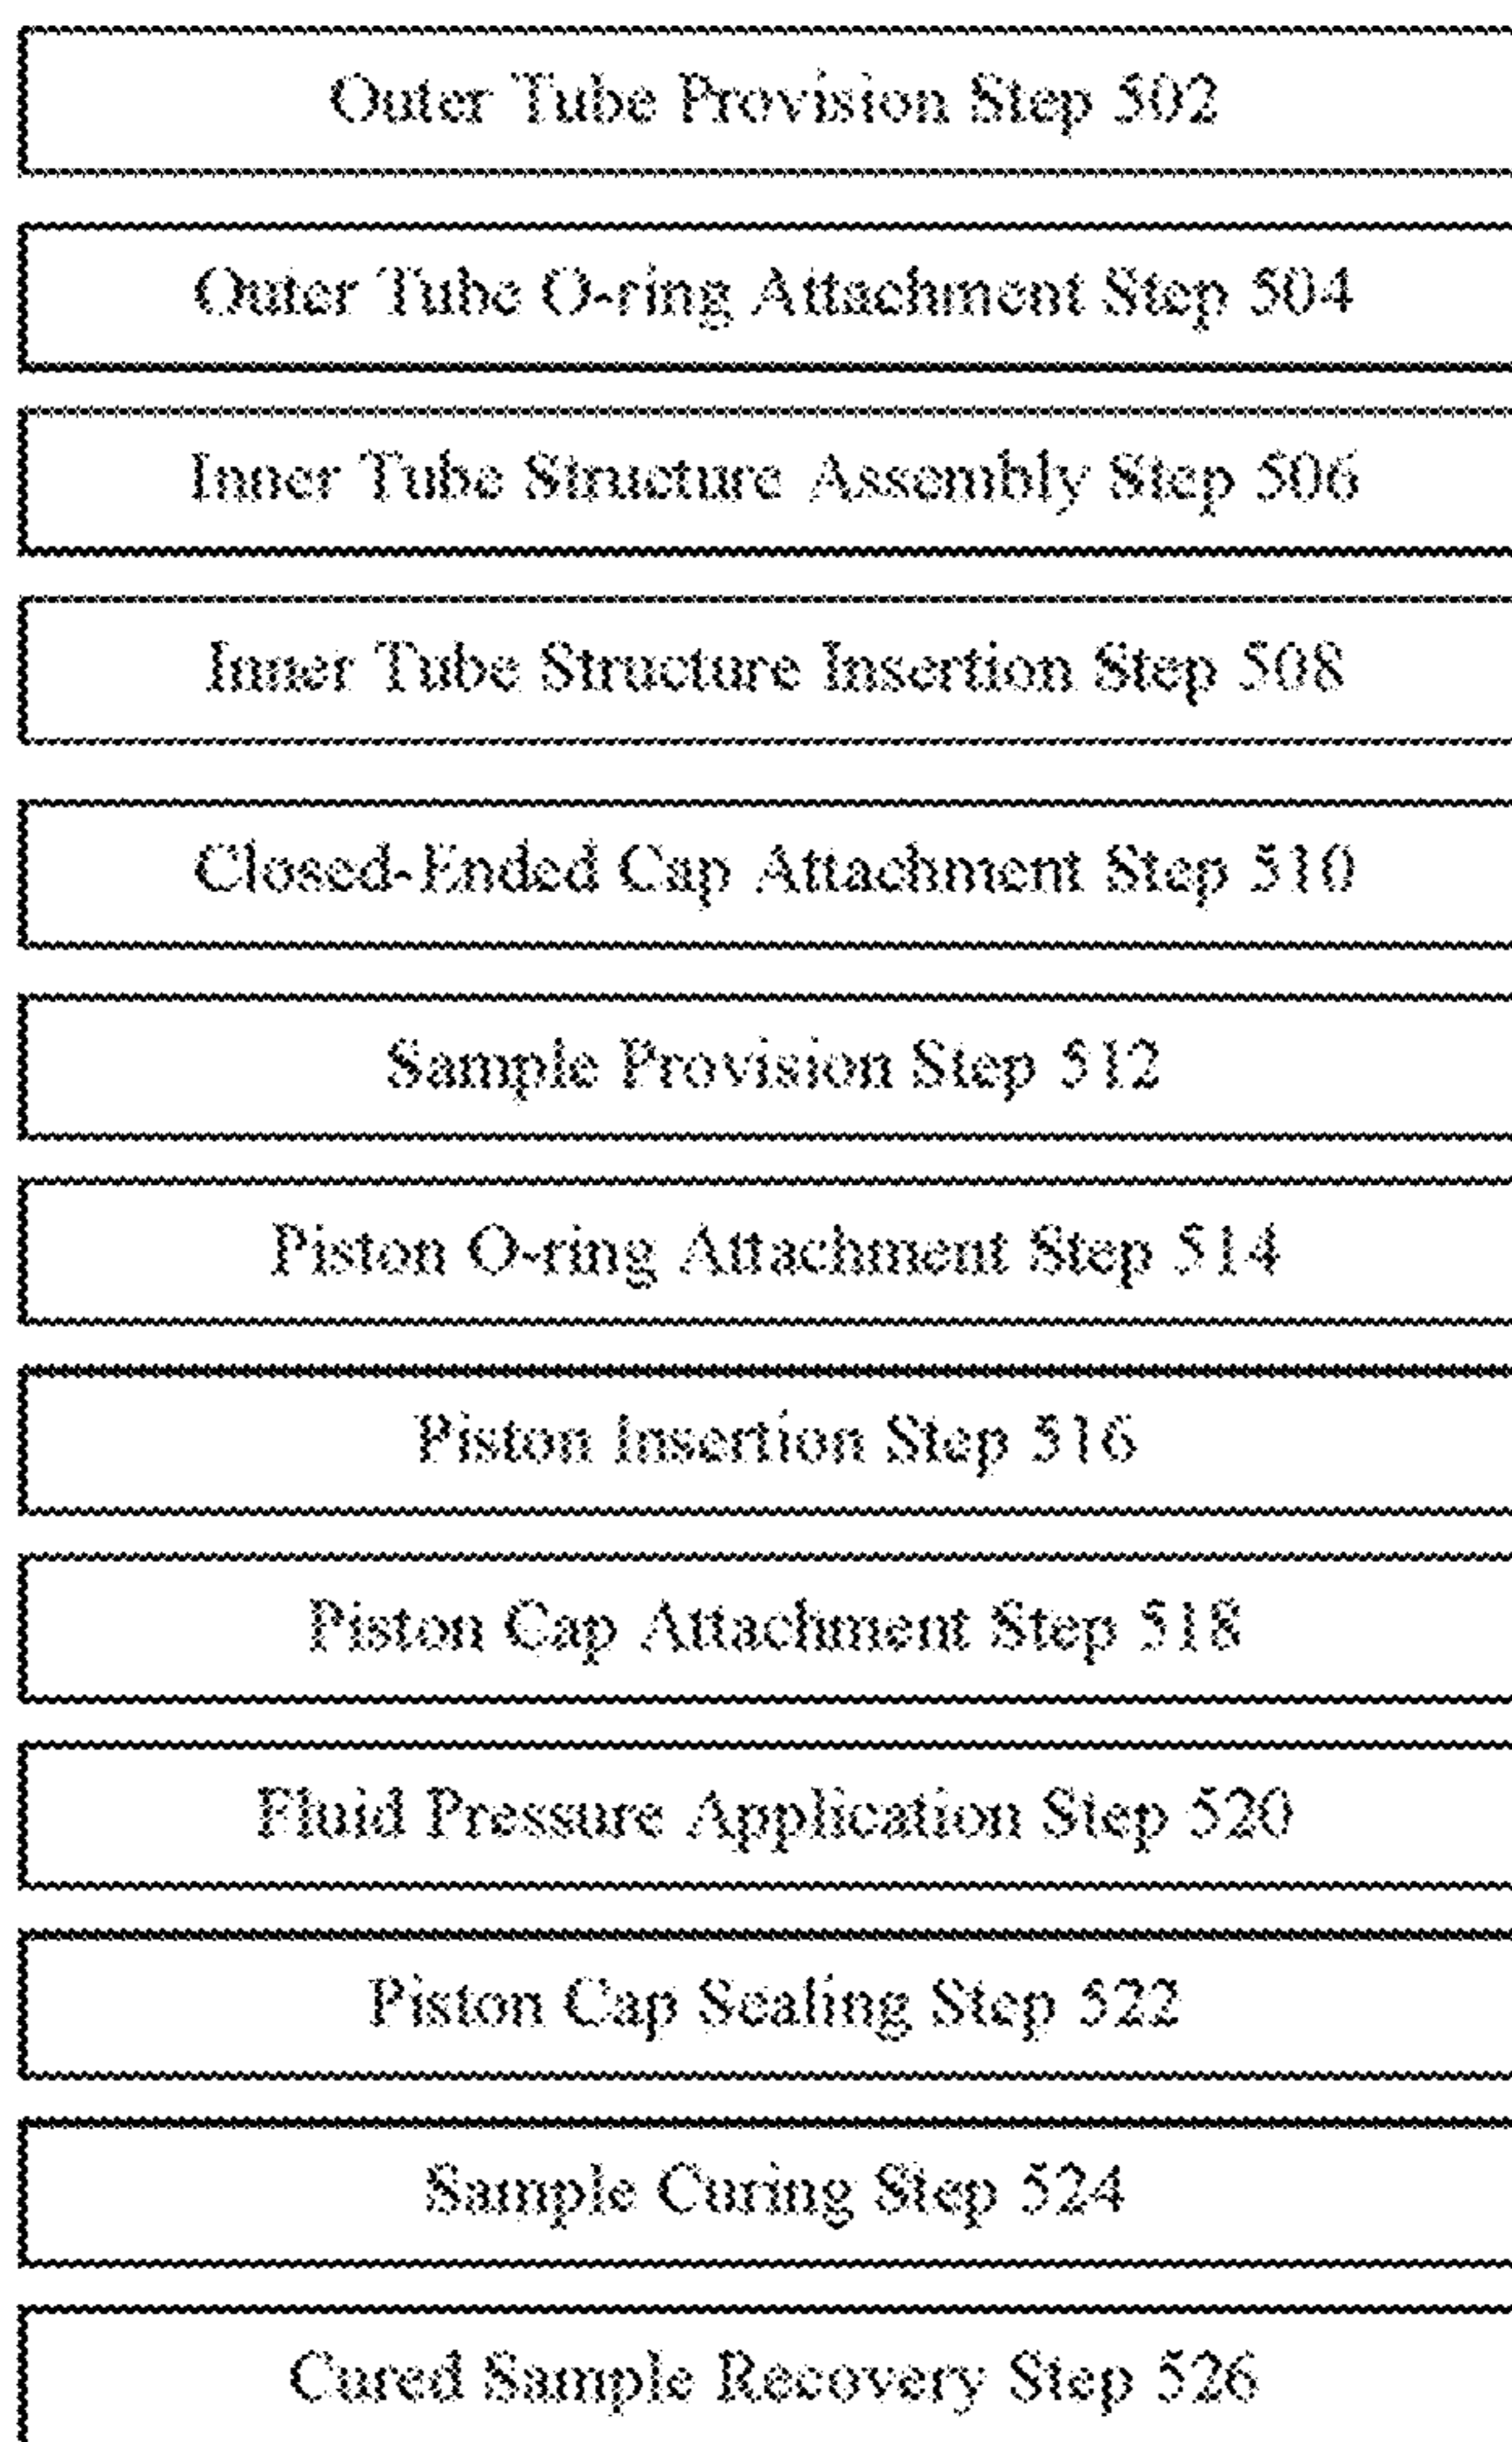 Outer Tube Provision Step 502
Outer Tube O-ring Attachment Step 504
Inner Tube Structure Assembly Step 506
Inner Tube Structure Insertion Step 508
Closed-Ended Cap Attachment Step 510
Sample Provision Step 512
Piston O-ring Attachment Step 514
Piston Insertion Step 516
Piston Cap Attachment Step 518
Fluid Pressure Application Step 520
Piston Cap Sealing Step 522
Sample Curing Step 524
Cured Sample Recovery Step 526